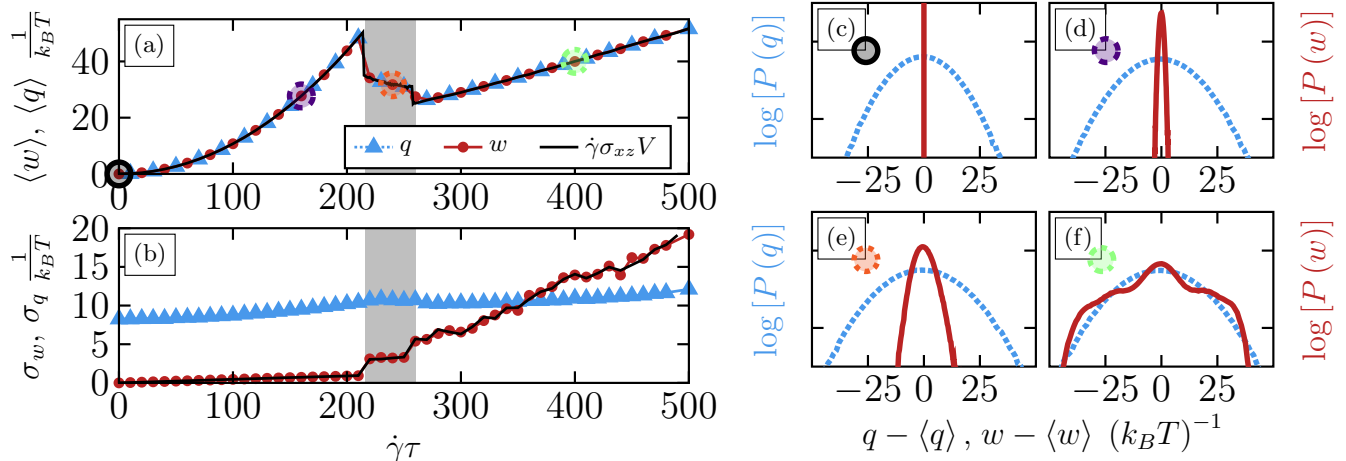 ⟨w⟩, ⟨q⟩ 1/k_BT
(a)
40
20
0
0 100 200 300 400 500
q w γ̇σ_xzV
σ_w, σ_q 1/k_BT
(b)
20
15
10
5
0
0 100 200 300 400 500
γ̇τ
log [P (q)]
(c)
−25 0 25
(d)
−25 0 25
log [P (w)]
log [P (q)]
(e)
−25 0 25
(f)
−25 0 25
log [P (w)]
q − ⟨q⟩ , w − ⟨w⟩ (k_BT)^−1